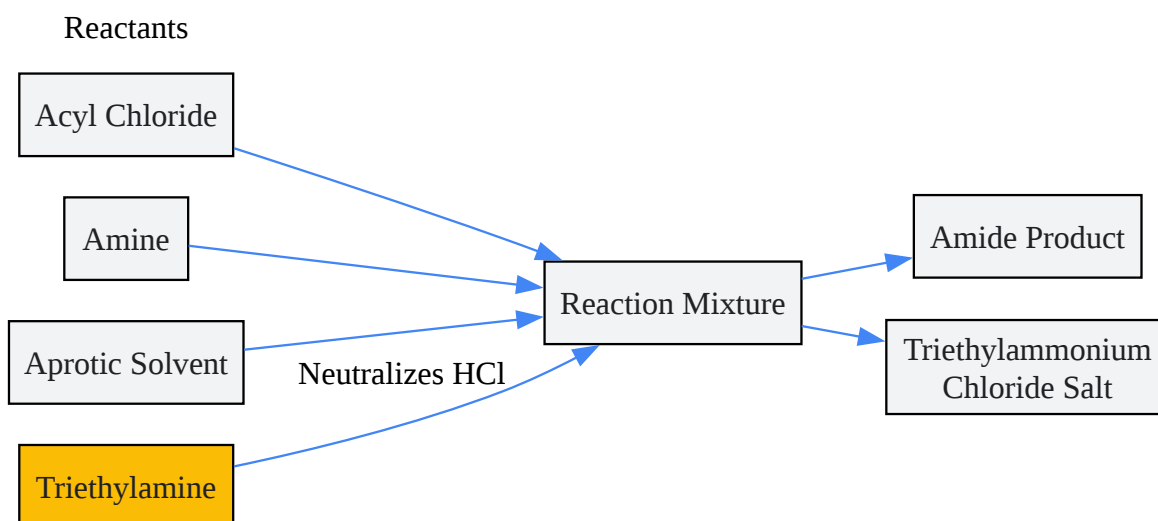 Reactants
Acyl Chloride
Amine
Aprotic Solvent
Neutralizes HCl
Triethylamine
Reaction Mixture
Amide Product
Triethylammonium
Chloride Salt